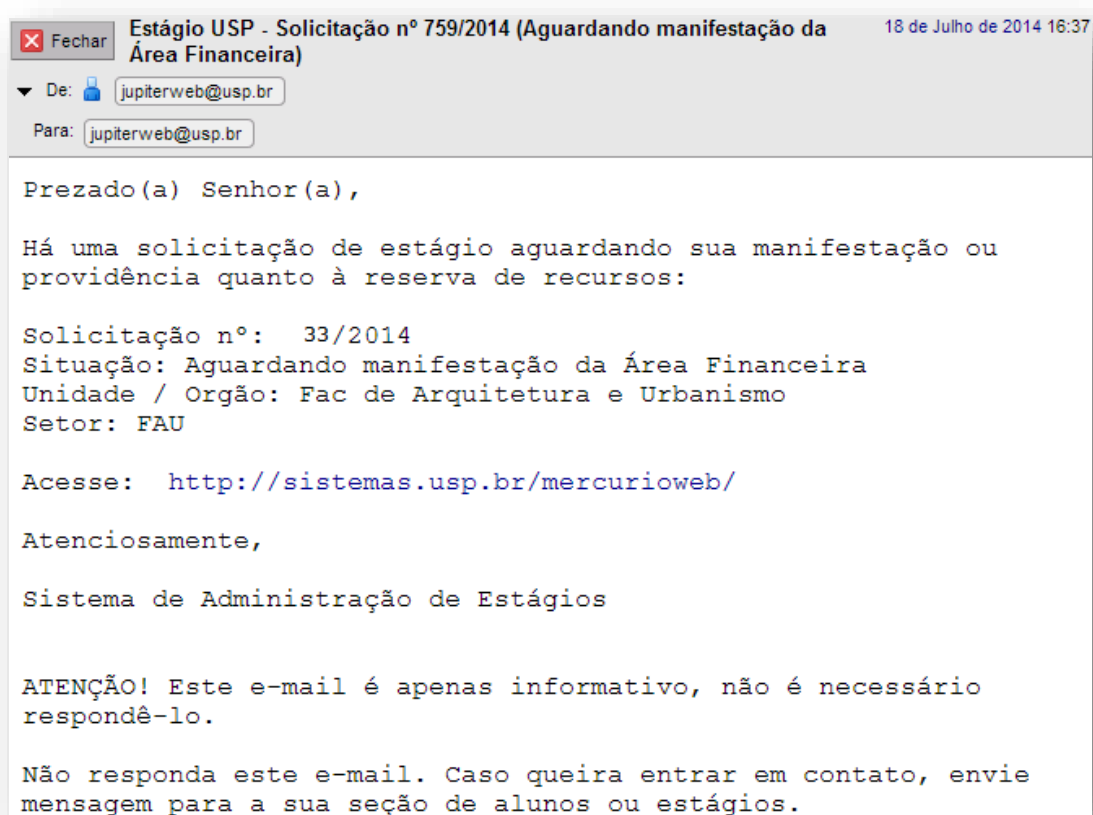 Fechar
Estágio USP - Solicitação nº 759/2014 (Aguardando manifestação da
Área Financeira)
18 de Julho de 2014 16:37
De: jupiterweb@usp.br
Para: jupiterweb@usp.br
Prezado(a) Senhor(a),
Há uma solicitação de estágio aguardando sua manifestação ou
providência quanto à reserva de recursos:
Solicitação nº: 33/2014
Situação: Aguardando manifestação da Área Financeira
Unidade / Orgão: Fac de Arquitetura e Urbanismo
Setor: FAU
Acesse: http://sistemas.usp.br/mercurioweb/
Atenciosamente,
Sistema de Administração de Estágios
ATENÇÃO! Este e-mail é apenas informativo, não é necessário
respondê-lo.
Não responda este e-mail. Caso queira entrar em contato, envie
mensagem para a sua seção de alunos ou estágios.